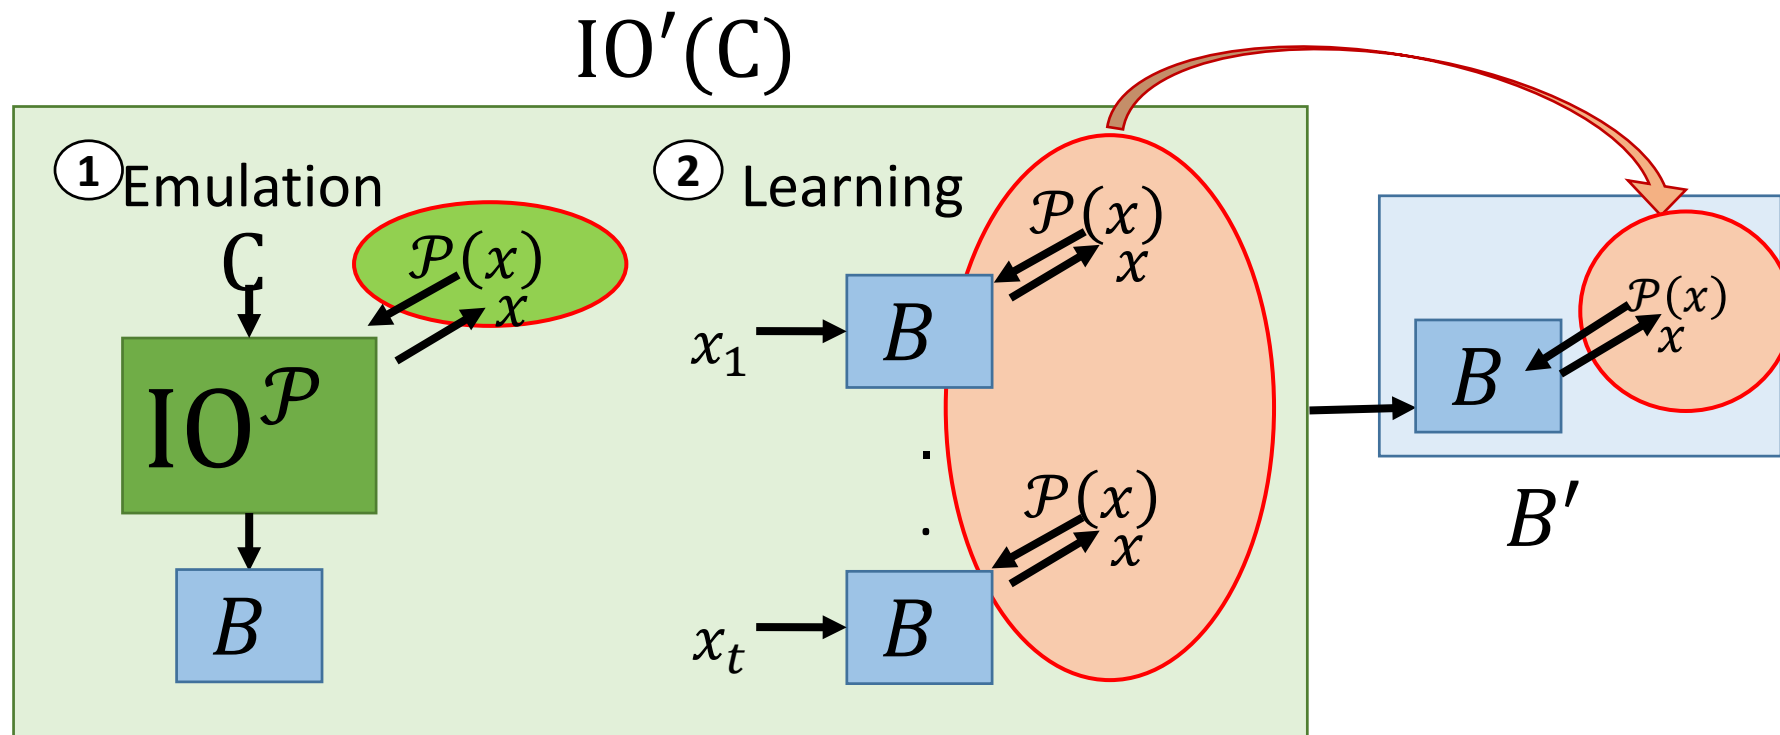 IO′(C)
1 Emulation
C
𝒫(x)
x
IO^𝒫
B
2 Learning
𝒫(x)
x
x₁
B
.
.
𝒫(x)
x
x_t
B
𝒫(x)
x
B
B′